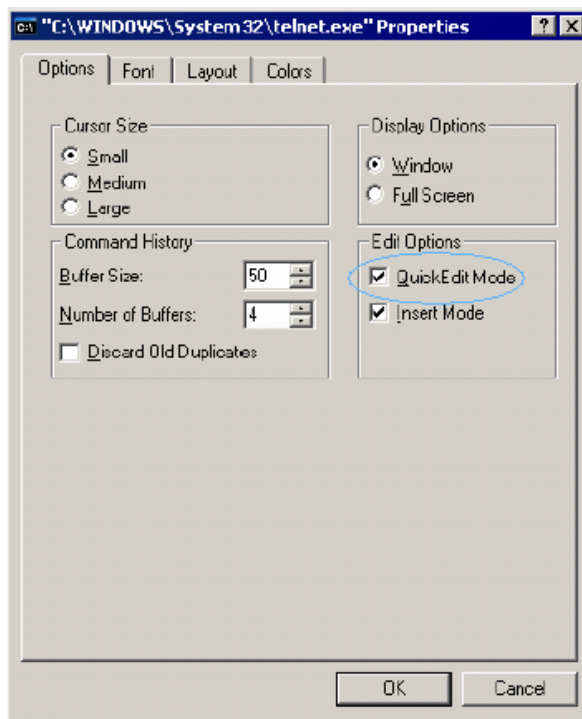 "C:\WINDOWS\System32\telnet.exe" Properties
Options Font Layout Colors
Cursor Size
Small
Medium
Large
Display Options
Window
Full Screen
Command History
Buffer Size: 50
Number of Buffers: 4
Discard Old Duplicates
Edit Options
QuickEdit Mode
Insert Mode
OK Cancel